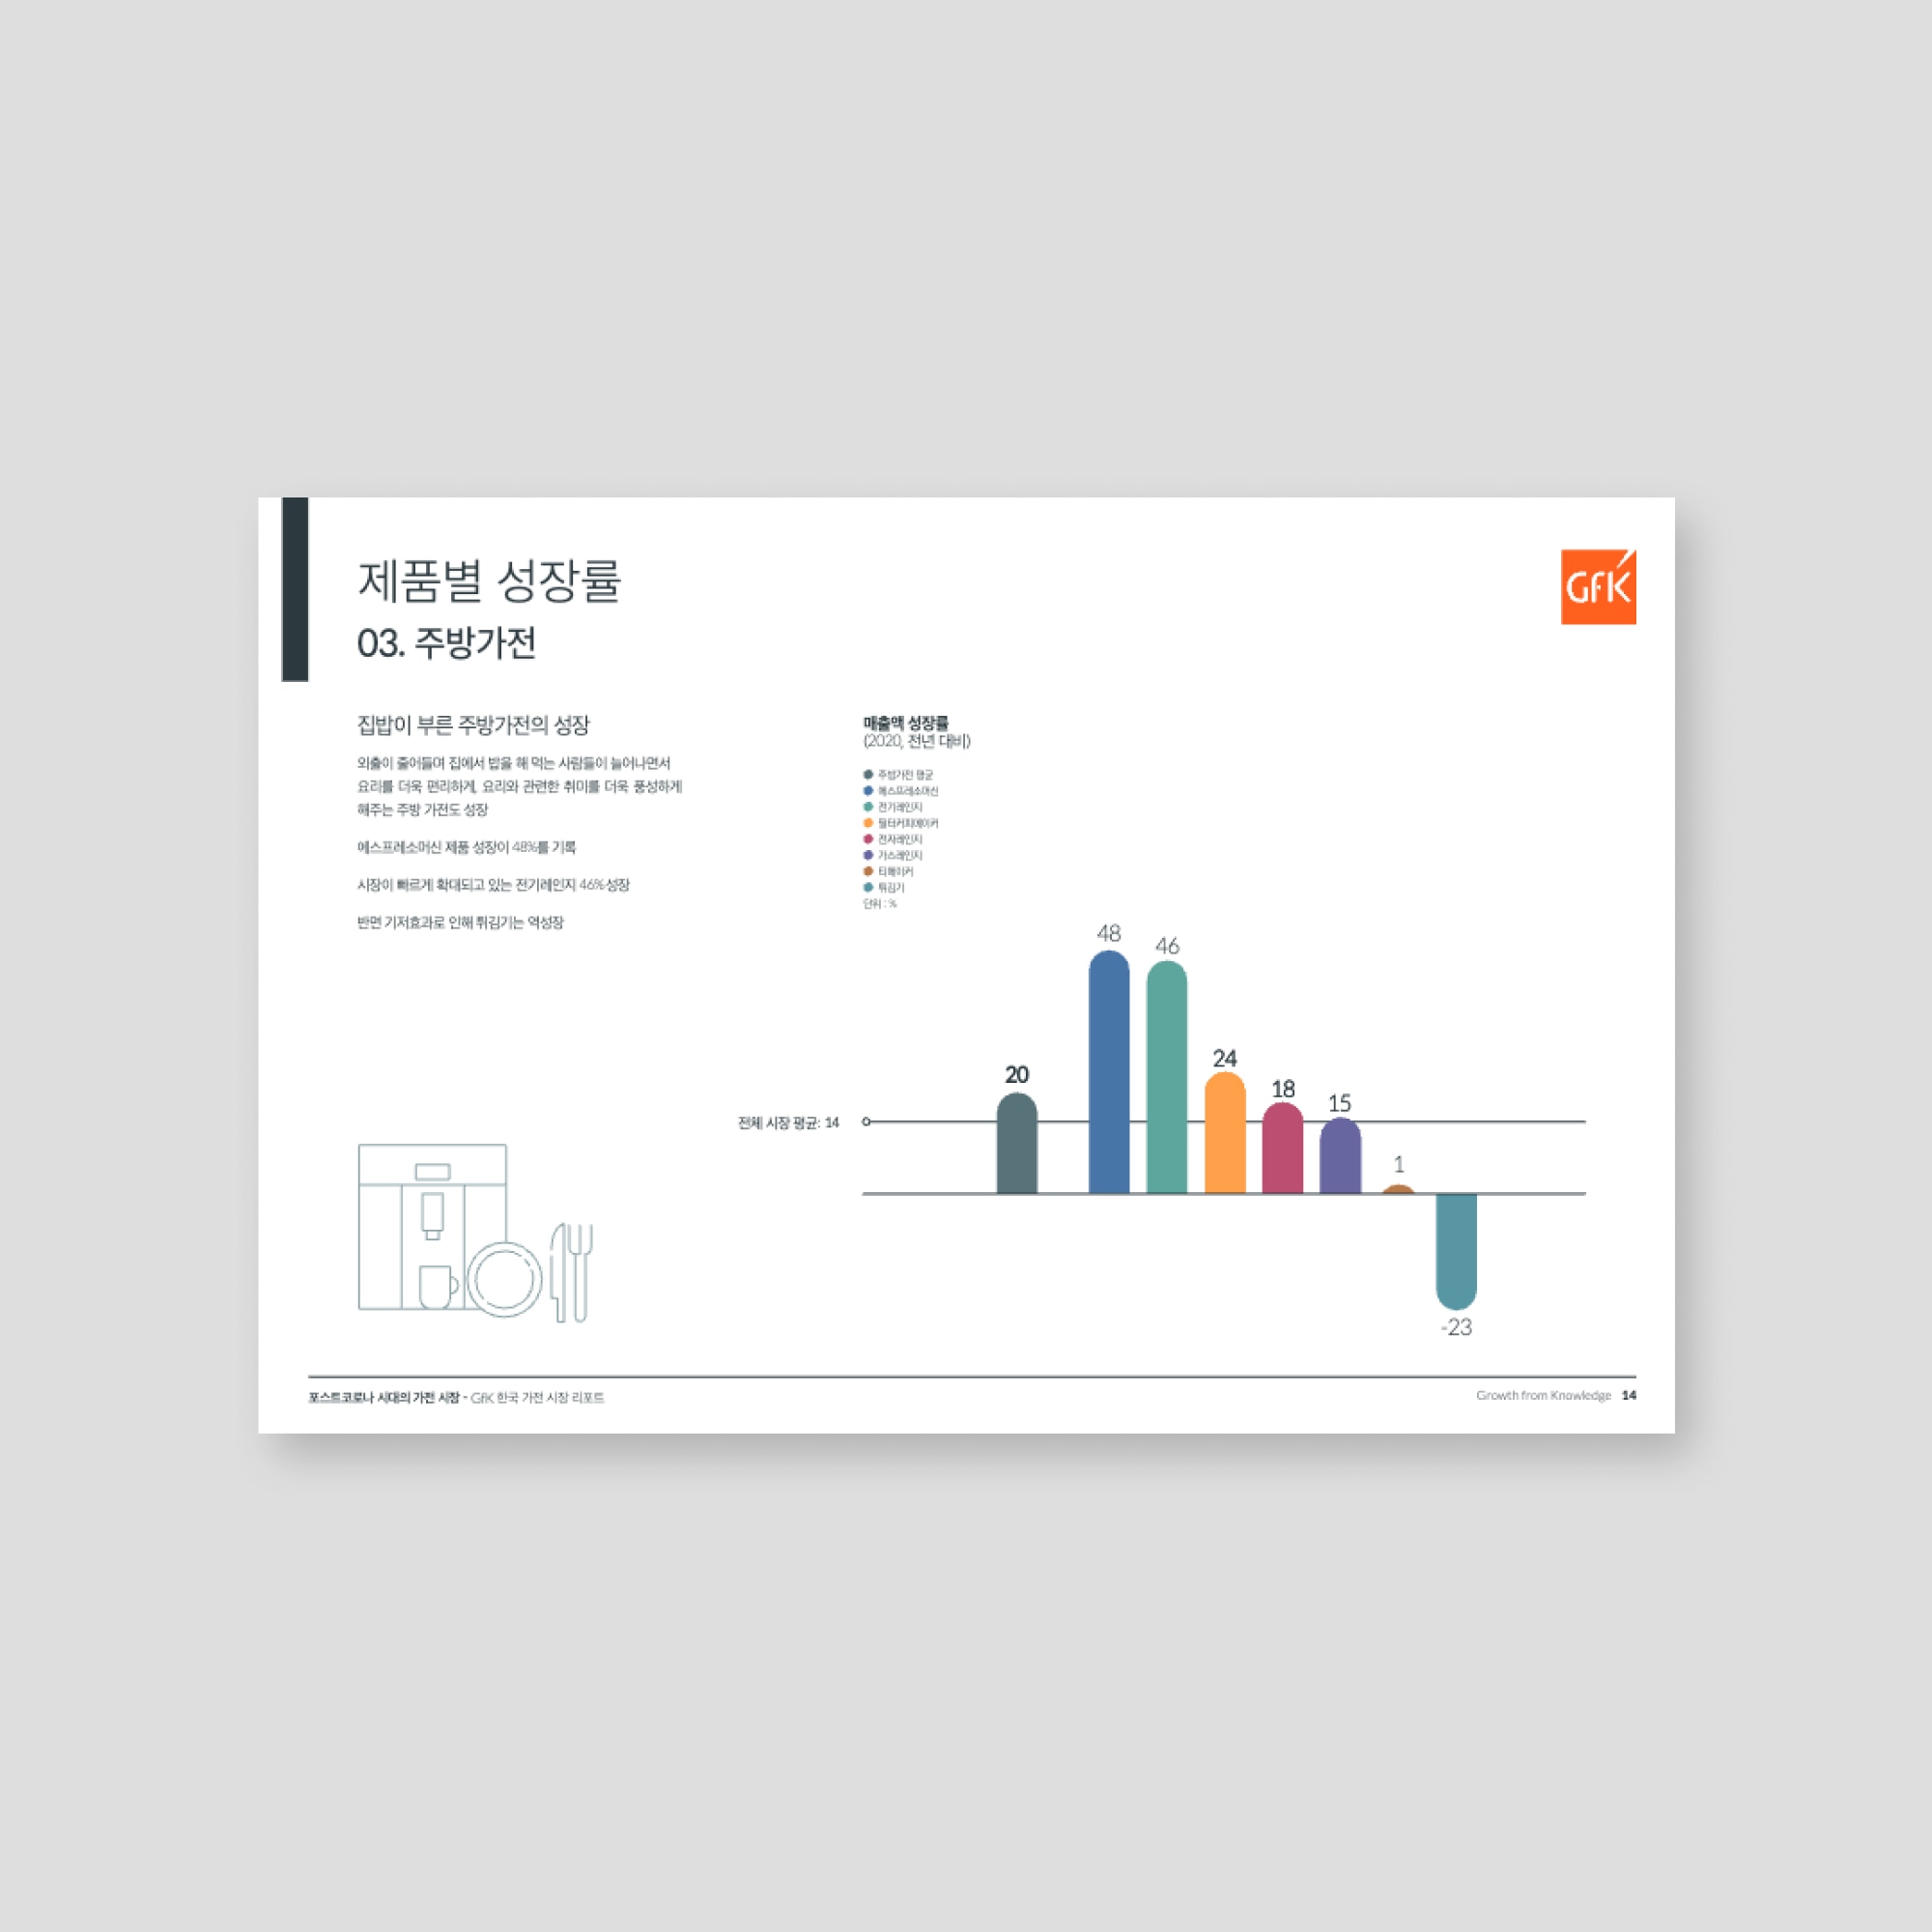 제품별 성장률
03. 주방가전
GfK
집밥이 부른 주방가전의 성장
외출이 줄어들며 집에서 밥을 해 먹는 사람들이 늘어나면서
요리를 더욱 편리하게, 요리와 관련한 취미를 더욱 풍성하게
해주는 주방 가전도 성장
에스프레소머신 제품 성장이 48%를 기록
시장이 빠르게 확대되고 있는 전기레인지 46%성장
반면 기저효과로 인해 튀김기는 역성장
매출액 성장률
(2020, 전년 대비)
주방가전 평균
에스프레소머신
전기레인지
필터커피메이커
전자레인지
가스레인지
티메이커
튀김기
단위 : %
48
46
20
24
18
15
1
-23
전체 시장 평균: 14
포스트코로나 시대의 가전 시장 - GfK 한국 가전 시장 리포트
Growth from Knowledge 14